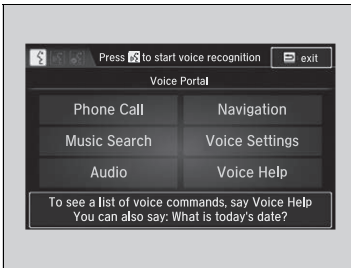 Press to start voice recognition
exit
Voice Portal
Phone Call
Navigation
Music Search
Voice Settings
Audio
Voice Help
To see a list of voice commands, say Voice Help
You can also say: What is today's date?